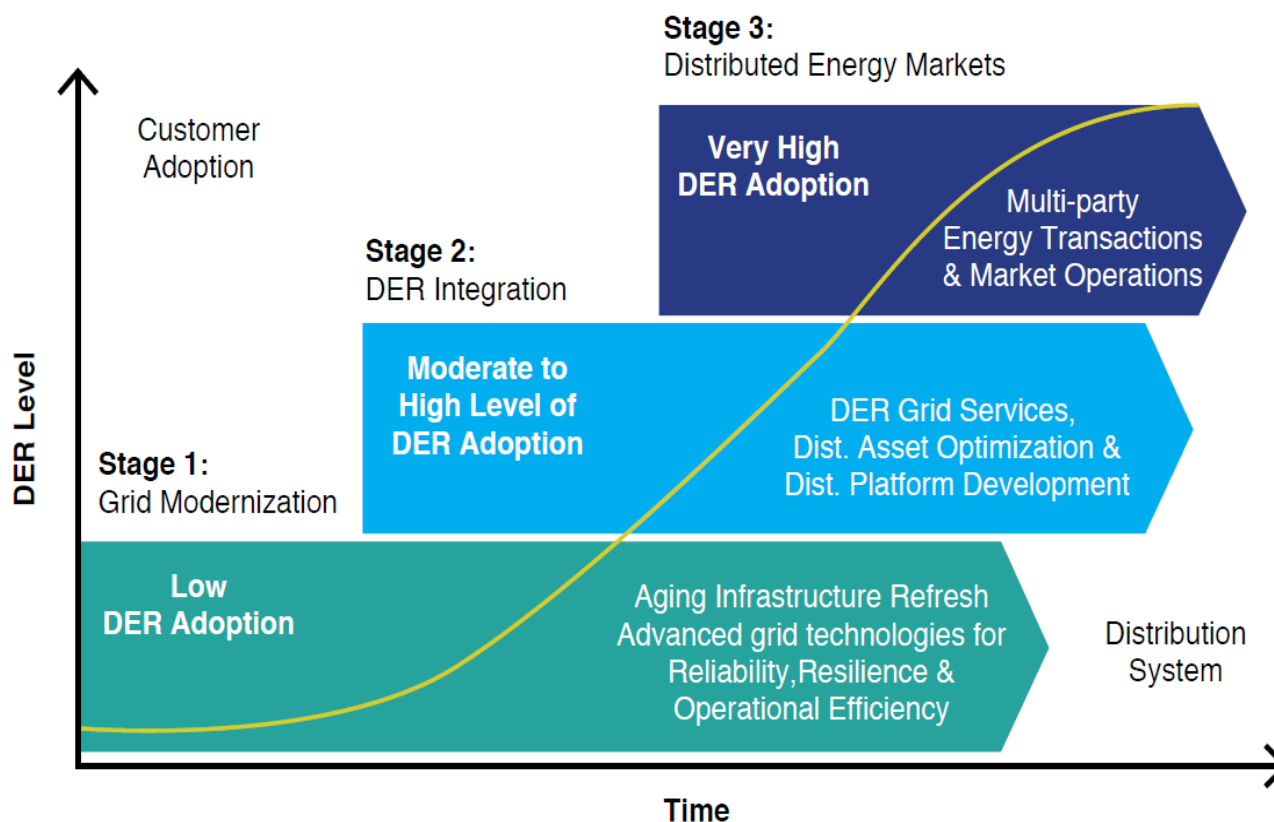 Stage 3:
Distributed Energy Markets
Customer
Adoption
Very High
DER Adoption
Multi-party
Energy Transactions
& Market Operations
Stage 2:
DER Integration
Moderate to
High Level of
DER Adoption
DER Grid Services,
Dist. Asset Optimization &
Dist. Platform Development
DER Level
Stage 1:
Grid Modernization
Low
DER Adoption
Aging Infrastructure Refresh
Advanced grid technologies for
Reliability,Resilience &
Operational Efficiency
Distribution
System
Time